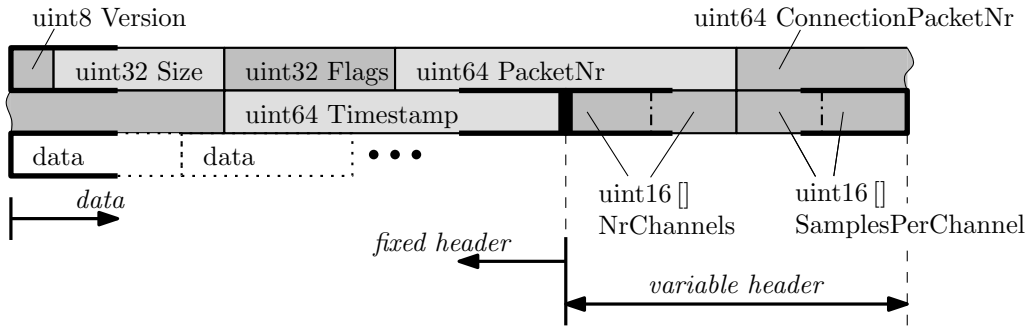 uint8 Version
uint64 ConnectionPacketNr
uint32 Size
uint32 Flags
uint64 PacketNr
uint64 Timestamp
data
data
uint16 []
NrChannels
uint16 []
SamplesPerChannel
data
fixed header
variable header